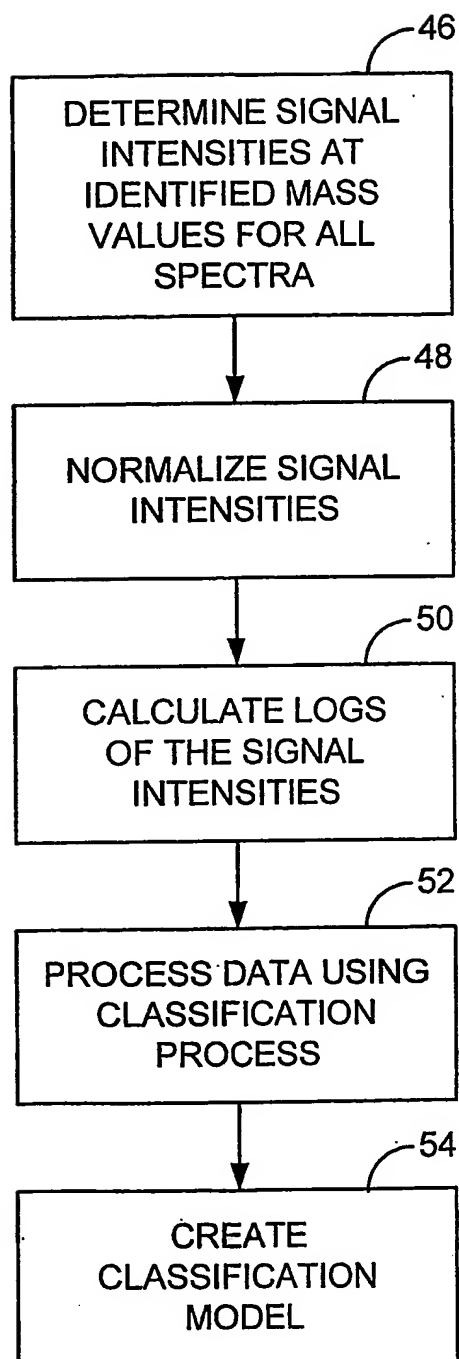 46
DETERMINE SIGNAL
INTENSITIES AT
IDENTIFIED MASS
VALUES FOR ALL
SPECTRA
48
NORMALIZE SIGNAL
INTENSITIES
50
CALCULATE LOGS
OF THE SIGNAL
INTENSITIES
52
PROCESS DATA USING
CLASSIFICATION
PROCESS
54
CREATE
CLASSIFICATION
MODEL